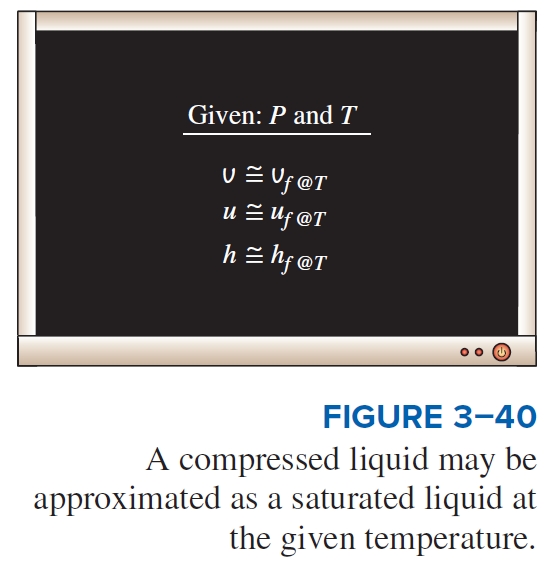 Given: P and T
υ ≅ υf @T
u ≅ uf @T
h ≅ hf @T
FIGURE 3–40
A compressed liquid may be
approximated as a saturated liquid at
the given temperature.